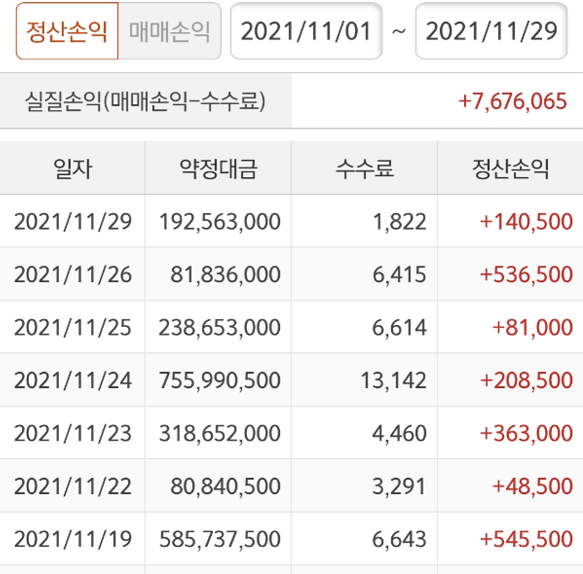 정산손익 매매손익 2021/11/01 ~ 2021/11/29
실질손익(매매손익-수수료) +7,676,065
일자 약정대금 수수료 정산손익
2021/11/29 192,563,000 1,822 +140,500
2021/11/26 81,836,000 6,415 +536,500
2021/11/25 238,653,000 6,614 +81,000
2021/11/24 755,990,500 13,142 +208,500
2021/11/23 318,652,000 4,460 +363,000
2021/11/22 80,840,500 3,291 +48,500
2021/11/19 585,737,500 6,643 +545,500